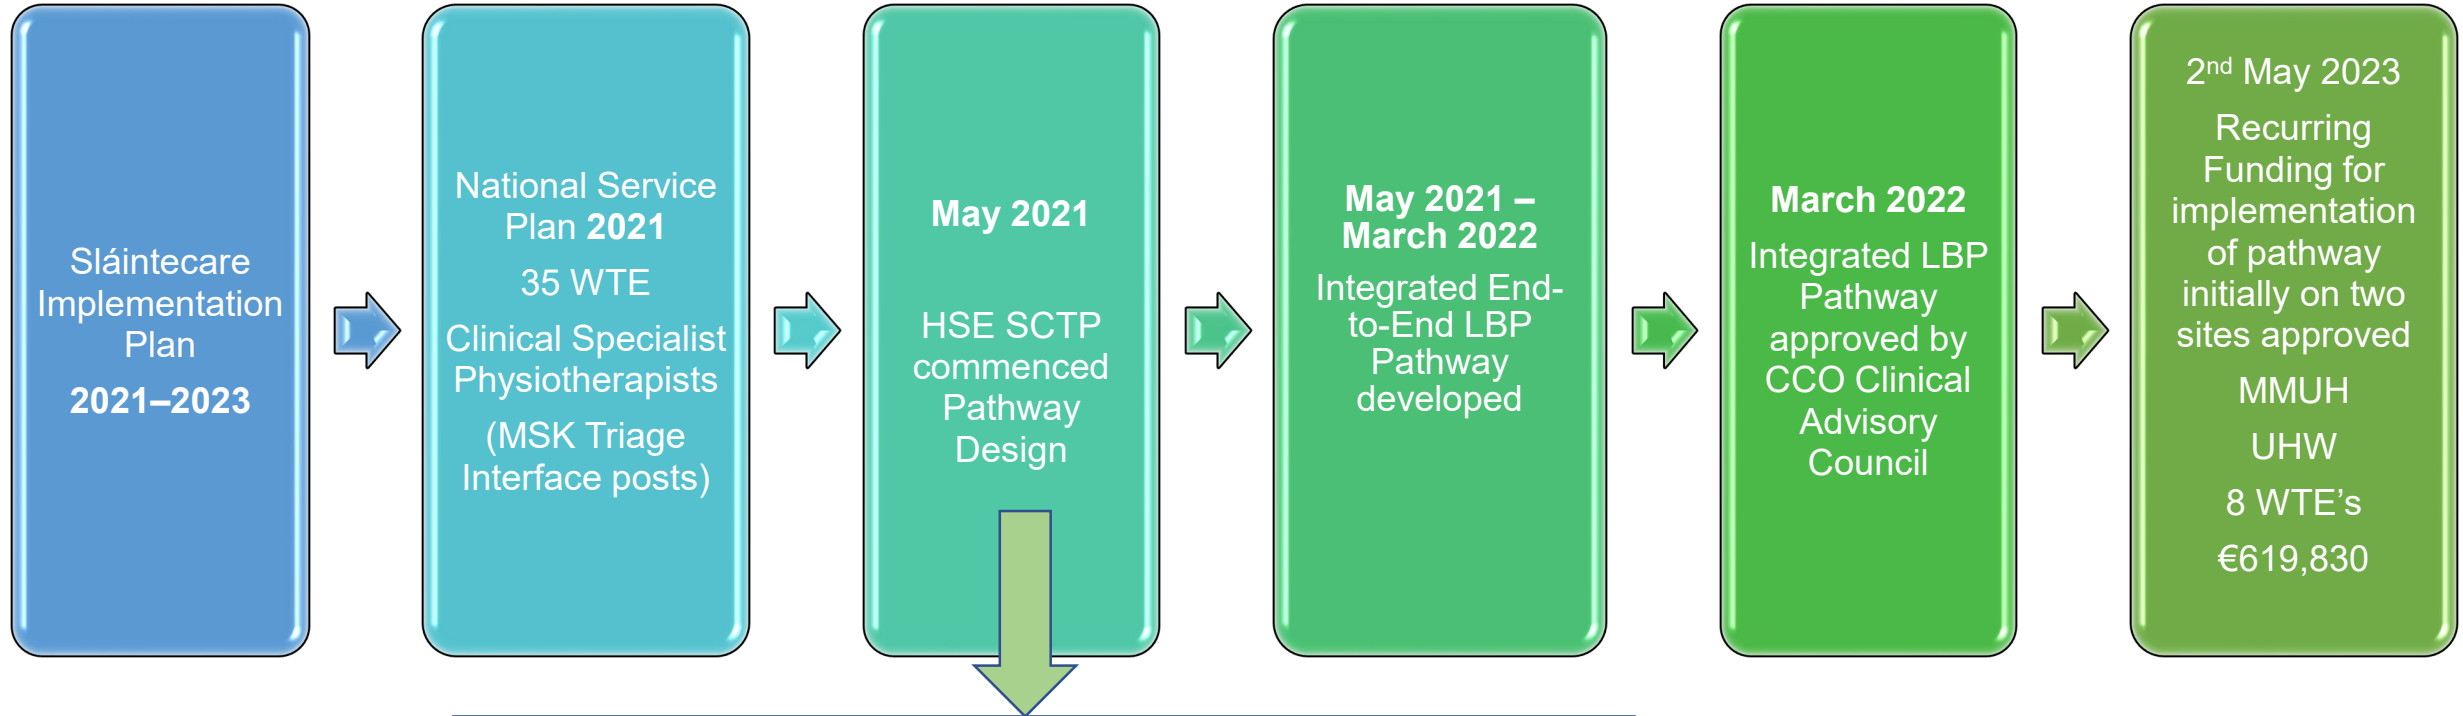 Sláintecare
Implementation
Plan
2021–2023
National Service
Plan 2021
35 WTE
Clinical Specialist
Physiotherapists
(MSK Triage
Interface posts)
May 2021
HSE SCTP
commenced
Pathway
Design
May 2021 –
March 2022
Integrated End-
to-End LBP
Pathway
developed
March 2022
Integrated LBP
Pathway
approved by
CCO Clinical
Advisory
Council
2nd May 2023
Recurring
Funding for
implementation
of pathway
initially on two
sites approved
MMUH
UHW
8 WTE’s
€619,830